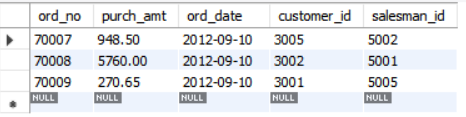 ord_no purch_amt ord_date customer_id salesman_id
70007 948.50 2012-09-10 3005 5002
70008 5760.00 2012-09-10 3002 5001
70009 270.65 2012-09-10 3001 5005
NULL NULL NULL NULL NULL